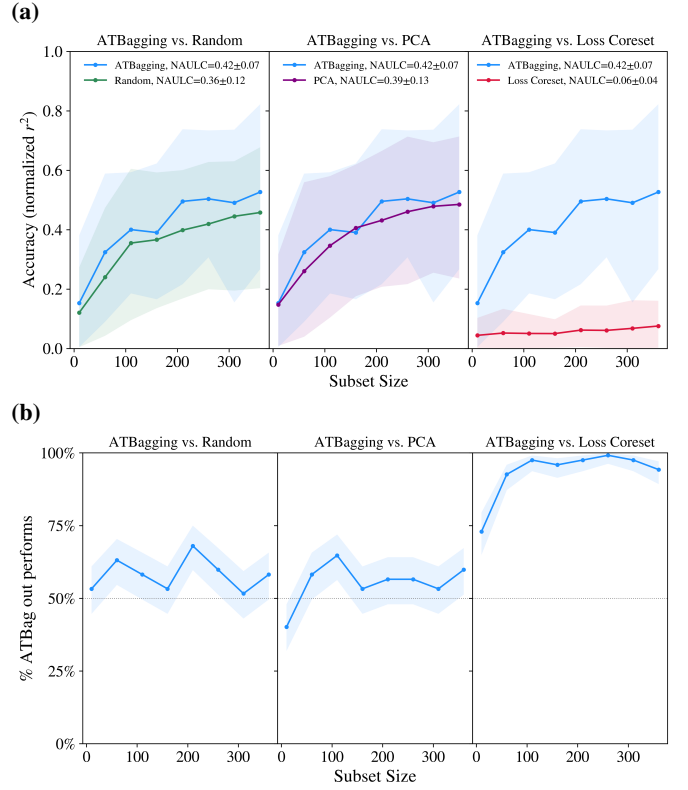 (a)
ATBagging vs. Random
ATBagging vs. PCA
ATBagging vs. Loss Coreset
Accuracy (normalized r²)
1.0
0.8
0.6
0.4
0.2
0.0
ATBagging, NAULC=0.42±0.07
Random, NAULC=0.36±0.12
ATBagging, NAULC=0.42±0.07
PCA, NAULC=0.39±0.13
ATBagging, NAULC=0.42±0.07
Loss Coreset, NAULC=0.06±0.04
0 100 200 300
0 100 200 300
0 100 200 300
Subset Size
(b)
ATBagging vs. Random
ATBagging vs. PCA
ATBagging vs. Loss Coreset
% ATBag out performs
100%
75%
50%
25%
0%
0 100 200 300
0 100 200 300
0 100 200 300
Subset Size